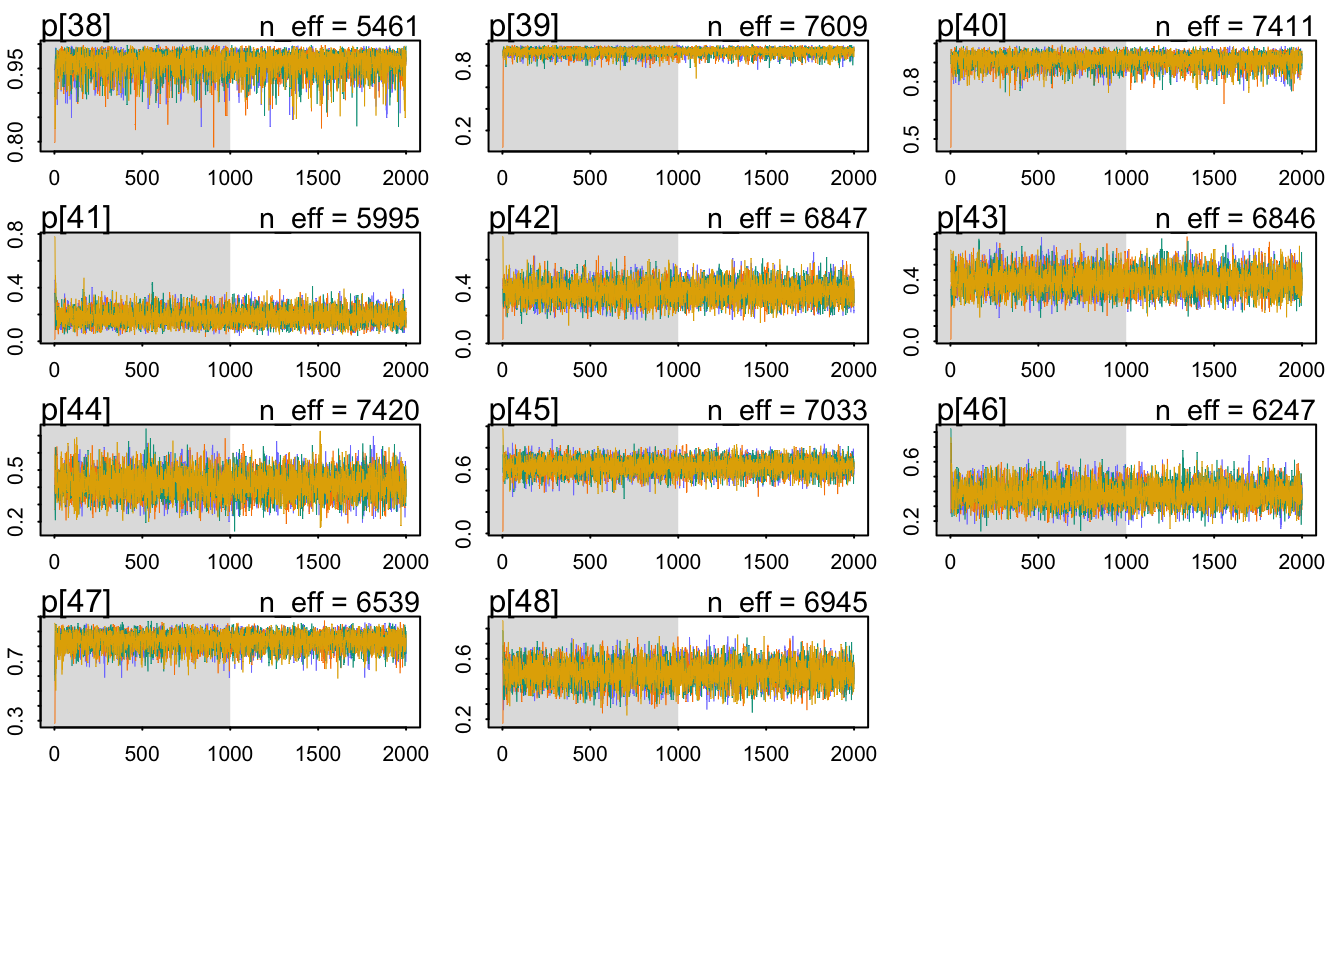 p[38] n_eff = 5461 p[39] n_eff = 7609 p[40] n_eff = 7411
0.80 0.95 0.2 0.8 0.5 0.8
0 500 1000 1500 2000 0 500 1000 1500 2000 0 500 1000 1500 2000
p[41] n_eff = 5995 p[42] n_eff = 6847 p[43] n_eff = 6846
0.0 0.4 0.8 0.0 0.4 0.0 0.4
0 500 1000 1500 2000 0 500 1000 1500 2000 0 500 1000 1500 2000
p[44] n_eff = 7420 p[45] n_eff = 7033 p[46] n_eff = 6247
0.2 0.5 0.0 0.6 0.2 0.6
0 500 1000 1500 2000 0 500 1000 1500 2000 0 500 1000 1500 2000
p[47] n_eff = 6539 p[48] n_eff = 6945
0.3 0.7 0.2 0.6
0 500 1000 1500 2000 0 500 1000 1500 2000